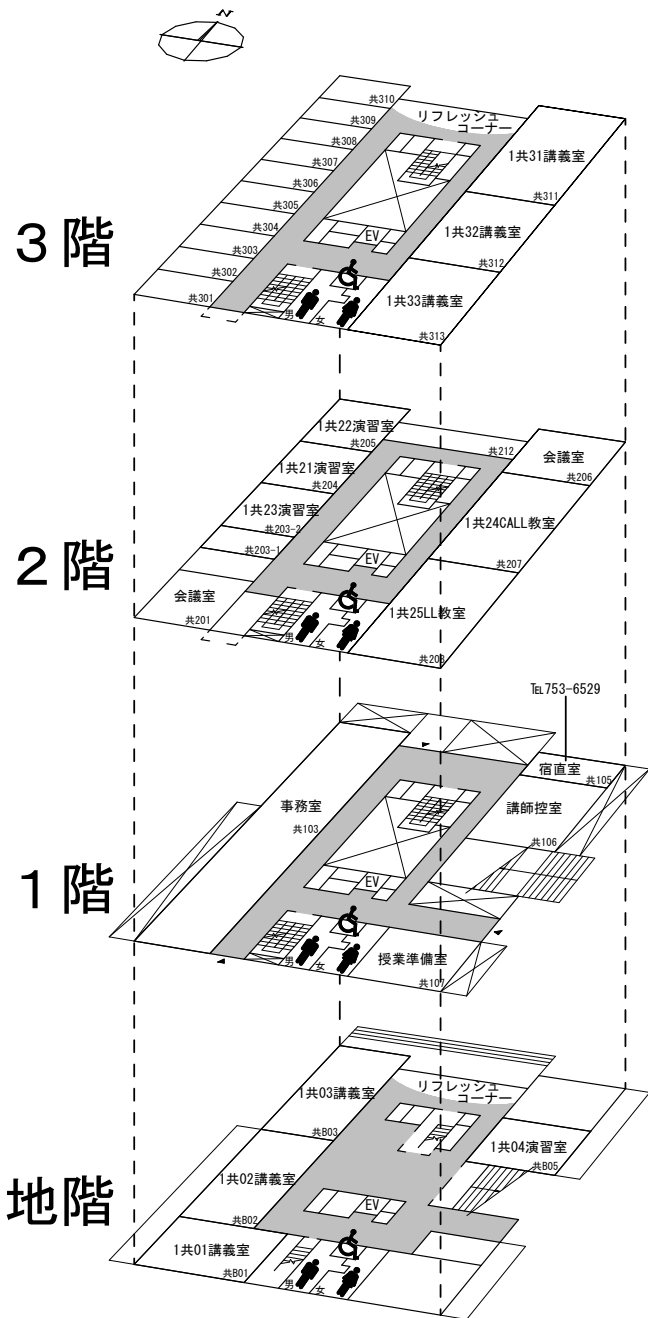 N
3階
共310
リフレッシュ
コーナー
共309
共308
1共31講義室
共307
共306
共311
共305
共304
EV
1共32講義室
共303
共312
共302
1共33講義室
共301
男
女
共313
2階
1共22演習室
共205
共212
会議室
1共21演習室
共206
共204
1共23演習室
1共24CALL教室
共203-2
共203-1
EV
共207
会議室
1共25LL教室
共201
男
女
共208
1階
℡753-6529
宿直室
共105
事務室
講師控室
共103
共106
EV
授業準備室
男
女
共107
地階
1共03講義室
リフレッシュ
コーナー
共B03
1共04演習室
共B05
1共02講義室
EV
共B02
1共01講義室
共B01
男
女